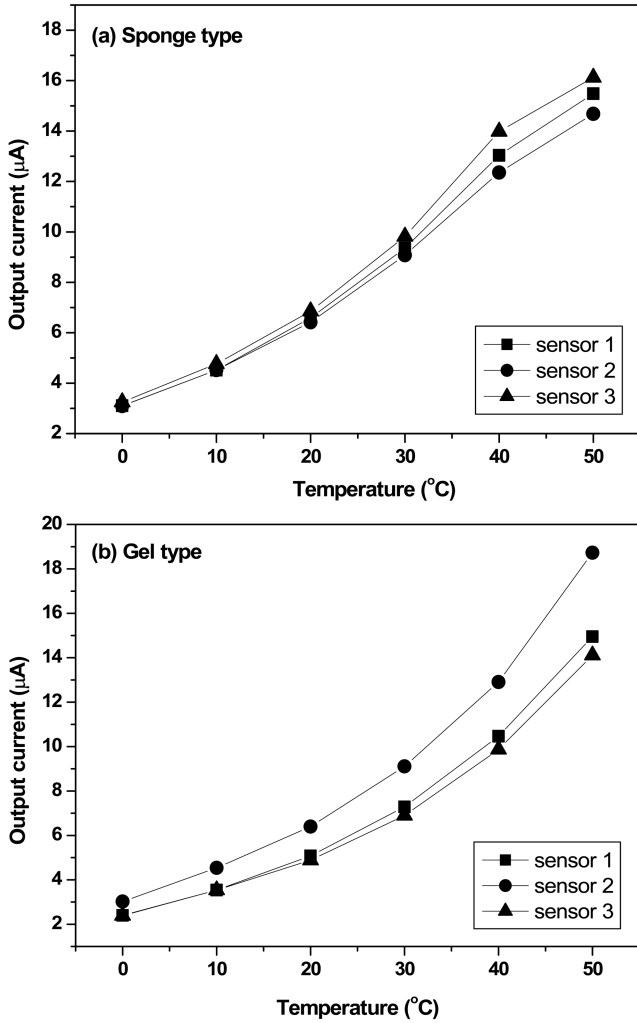 (a) Sponge type
Output current (μA)
18
16
14
12
10
8
6
4
2
sensor 1
sensor 2
sensor 3
0 10 20 30 40 50
Temperature (°C)
(b) Gel type
Output current (μA)
20
18
16
14
12
10
8
6
4
2
sensor 1
sensor 2
sensor 3
0 10 20 30 40 50
Temperature (°C)